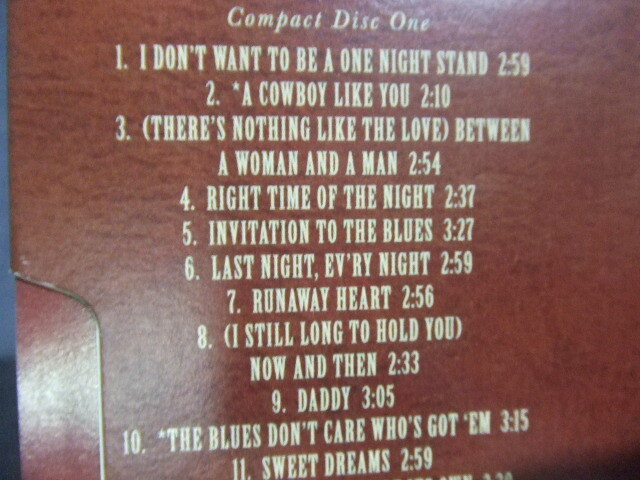 Compact Disc One
1. I DON'T WANT TO BE A ONE NIGHT STAND 2:59
2. *A COWBOY LIKE YOU 2:10
3. (THERE'S NOTHING LIKE THE LOVE) BETWEEN
A WOMAN AND A MAN 2:54
4. RIGHT TIME OF THE NIGHT 2:37
5. INVITATION TO THE BLUES 3:27
6. LAST NIGHT, EV'RY NIGHT 2:59
7. RUNAWAY HEART 2:56
8. (I STILL LONG TO HOLD YOU)
NOW AND THEN 2:33
9. DADDY 3:05
10. *THE BLUES DON'T CARE WHO'S GOT 'EM 3:15
11. SWEET DREAMS 2:59